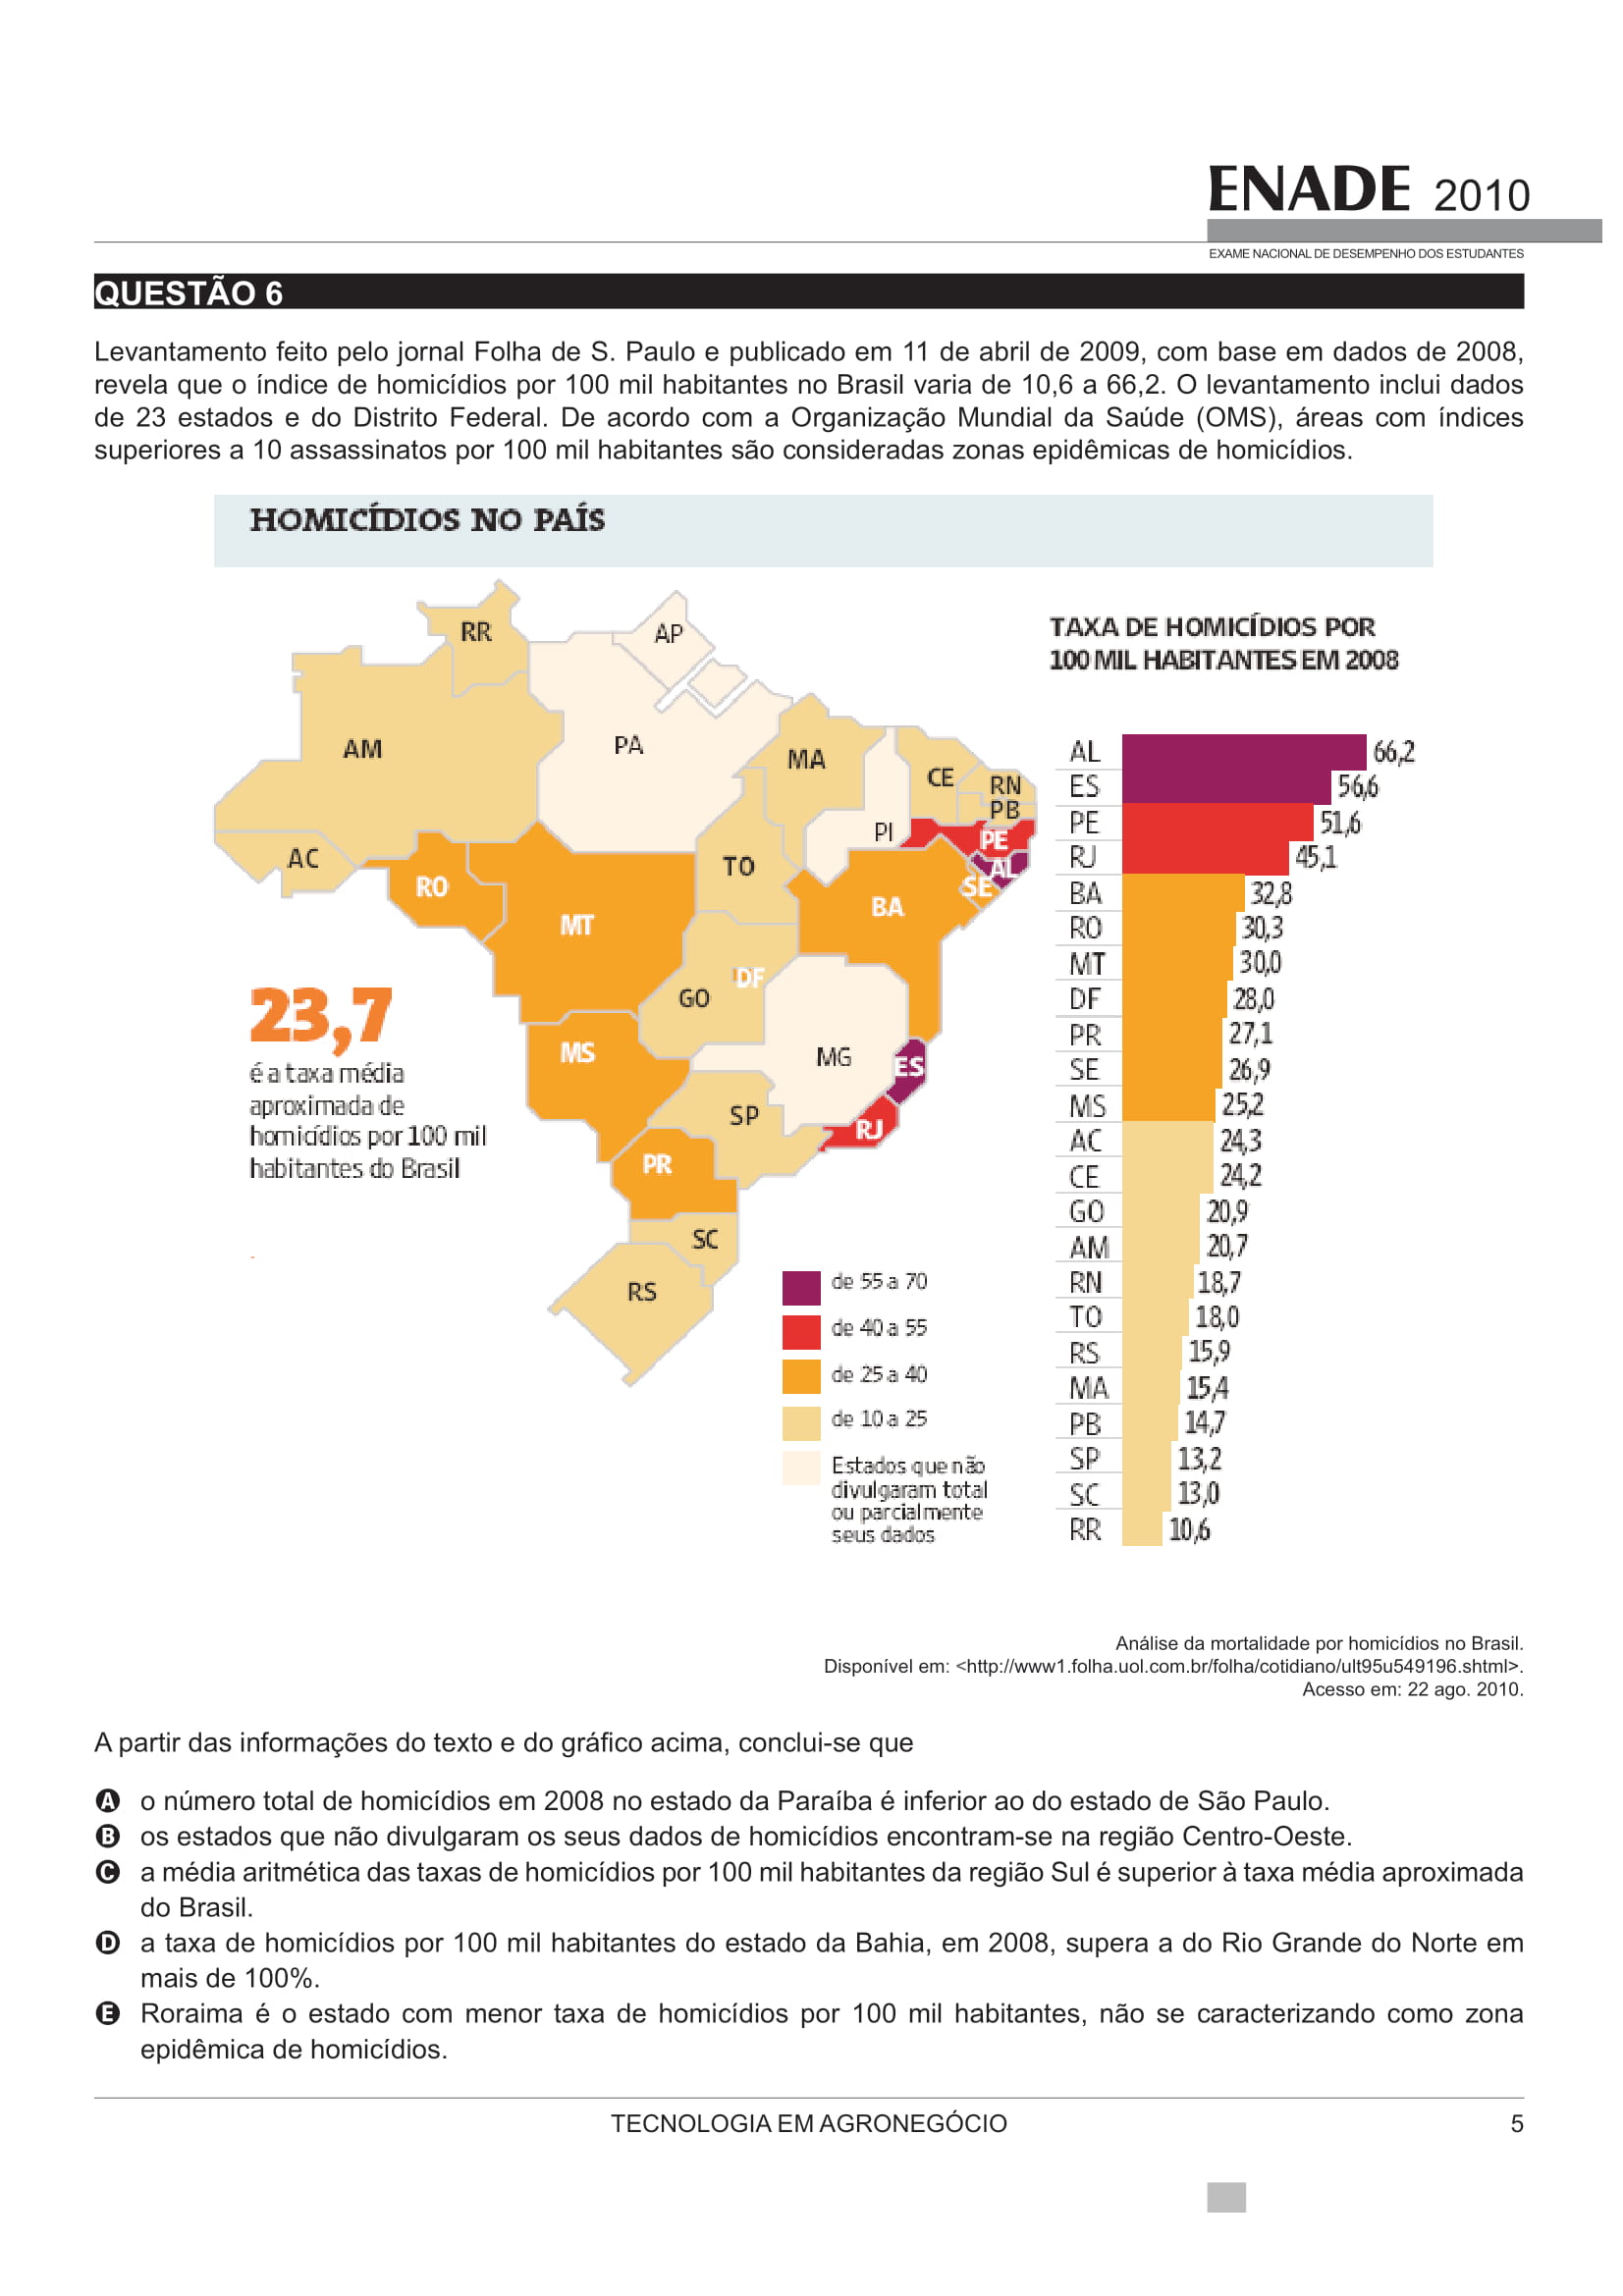 ENADE 2010
EXAME NACIONAL DE DESEMPENHO DOS ESTUDANTES
QUESTÃO 6
Levantamento feito pelo jornal Folha de S. Paulo e publicado em 11 de abril de 2009, com base em dados de 2008,
revela que o índice de homicídios por 100 mil habitantes no Brasil varia de 10,6 a 66,2. O levantamento inclui dados
de 23 estados e do Distrito Federal. De acordo com a Organização Mundial da Saúde (OMS), áreas com índices
superiores a 10 assassinatos por 100 mil habitantes são consideradas zonas epidêmicas de homicídios.
HOMICÍDIOS NO PAÍS
RR
AP
AM
PA
MA
CE
RN
PB
PI
PE
AC
TO
AL
RO
SE
BA
MT
DF
GO
MS
MG
ES
SP
RJ
PR
SC
RS
23,7
é a taxa média
aproximada de
homicídios por 100 mil
habitantes do Brasil
de 55 a 70
de 40 a 55
de 25 a 40
de 10 a 25
Estados que não
divulgaram total
ou parcialmente
seus dados
TAXA DE HOMICÍDIOS POR
100 MIL HABITANTES EM 2008
AL 66,2
ES 56,6
PE 51,6
RJ 45,1
BA 32,8
RO 30,3
MT 30,0
DF 28,0
PR 27,1
SE 26,9
MS 25,2
AC 24,3
CE 24,2
GO 20,9
AM 20,7
RN 18,7
TO 18,0
RS 15,9
MA 15,4
PB 14,7
SP 13,2
SC 13,0
RR 10,6
Análise da mortalidade por homicídios no Brasil.
Disponível em: <http://www1.folha.uol.com.br/folha/cotidiano/ult95u549196.shtml>.
Acesso em: 22 ago. 2010.
A partir das informações do texto e do gráfico acima, conclui-se que
A o número total de homicídios em 2008 no estado da Paraíba é inferior ao do estado de São Paulo.
B os estados que não divulgaram os seus dados de homicídios encontram-se na região Centro-Oeste.
C a média aritmética das taxas de homicídios por 100 mil habitantes da região Sul é superior à taxa média aproximada
do Brasil.
D a taxa de homicídios por 100 mil habitantes do estado da Bahia, em 2008, supera a do Rio Grande do Norte em
mais de 100%.
E Roraima é o estado com menor taxa de homicídios por 100 mil habitantes, não se caracterizando como zona
epidêmica de homicídios.
TECNOLOGIA EM AGRONEGÓCIO
5